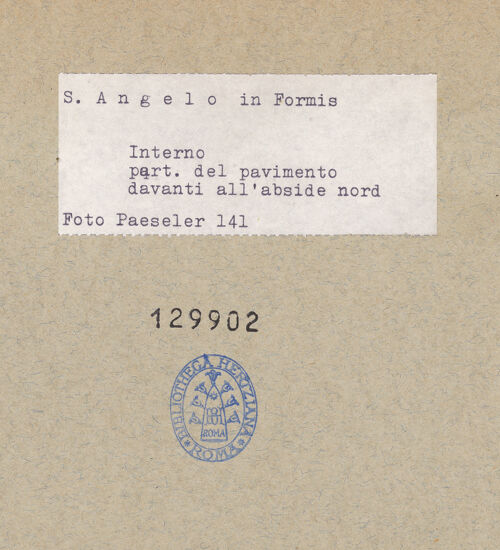 S. A n g e l o in Formis
Interno
part. del pavimento
davanti all'abside nord
Foto Paeseler 141
129902
BIBLIOTHECA HERTZIANA
ROMA
ROMA